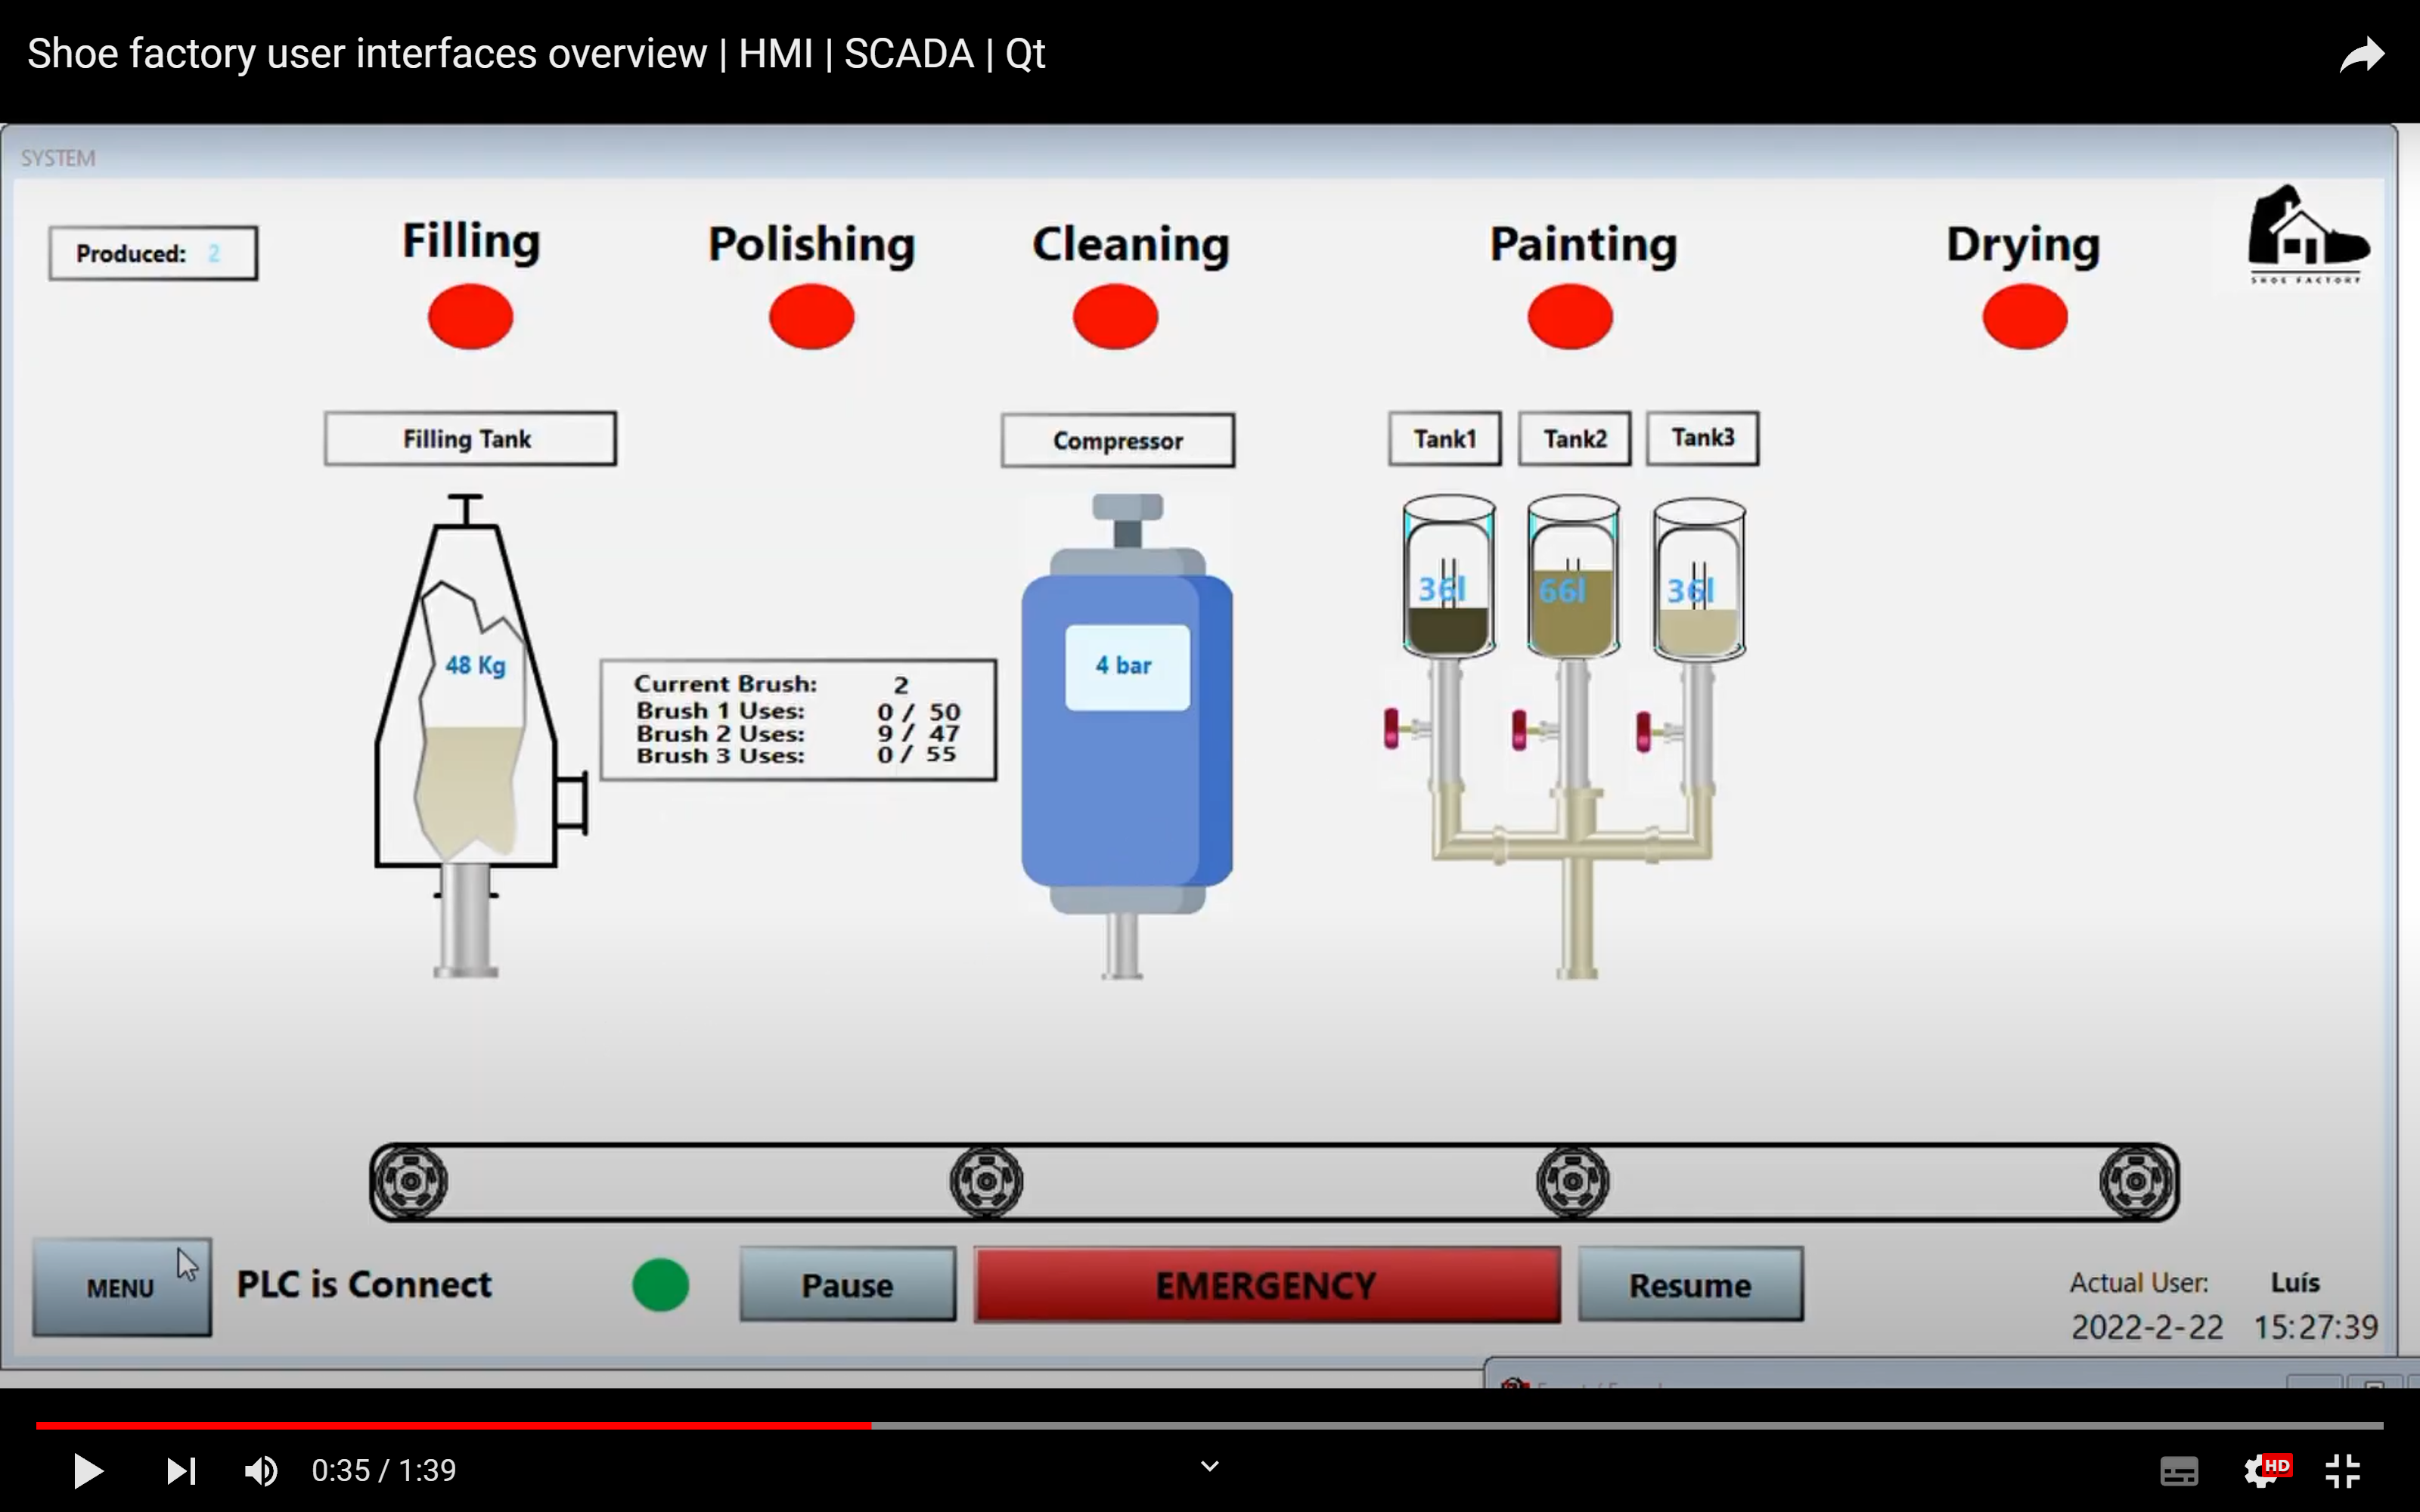 Shoe factory user interfaces overview | HMI | SCADA | Qt
SYSTEM
Produced: 2
Filling
Polishing
Cleaning
Painting
Drying
SHOE FACTORY
Filling Tank
Compressor
Tank1
Tank2
Tank3
36l
66l
36l
48 Kg
4 bar
Current Brush: 2
Brush 1 Uses: 0 / 50
Brush 2 Uses: 9 / 47
Brush 3 Uses: 0 / 55
MENU
PLC is Connect
Pause
EMERGENCY
Resume
Actual User: Luís
2022-2-22 15:27:39
0:35 / 1:39
HD